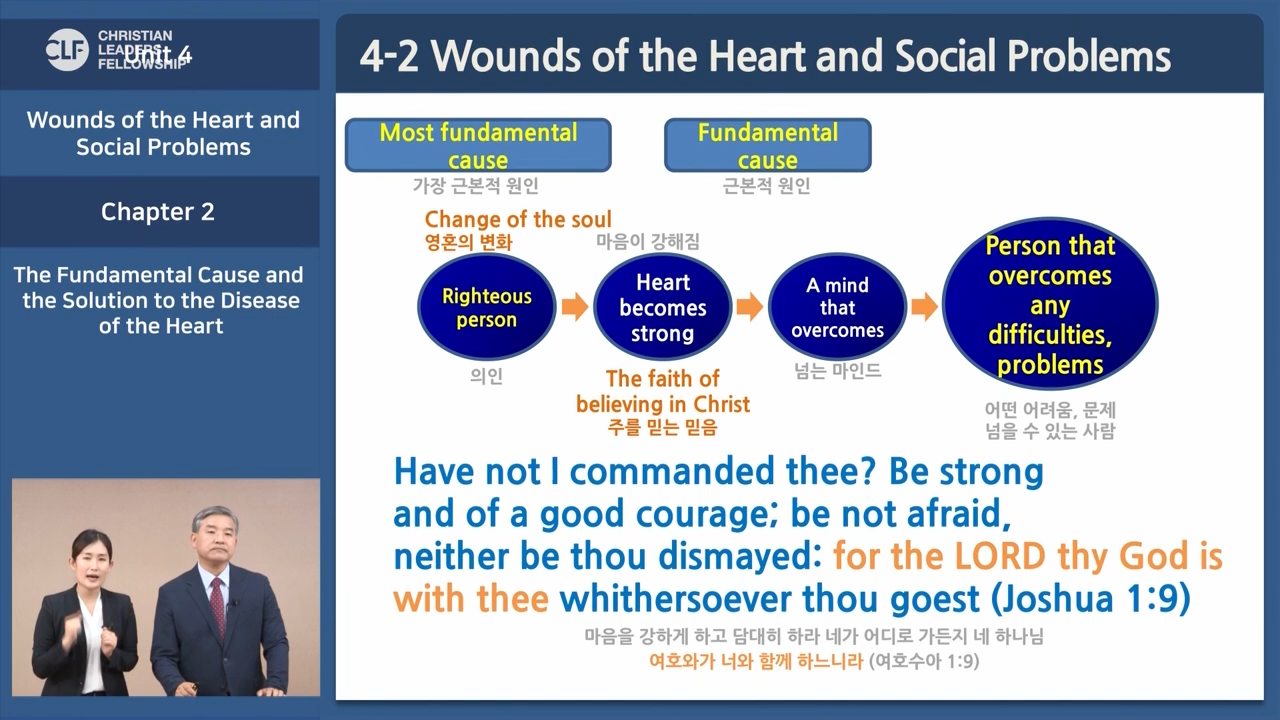 CLF
CHRISTIAN
LEADERS
FELLOWSHIP
Unit 4
Wounds of the Heart and
Social Problems
Chapter 2
The Fundamental Cause and
the Solution to the Disease
of the Heart
4-2 Wounds of the Heart and Social Problems
Most fundamental
cause
가장 근본적 원인
Fundamental
cause
근본적 원인
Change of the soul
영혼의 변화
마음이 강해짐
Righteous
person
의인
Heart
becomes
strong
The faith of
believing in Christ
주를 믿는 믿음
A mind
that
overcomes
넘는 마인드
Person that
overcomes
any
difficulties,
problems
어떤 어려움, 문제
넘을 수 있는 사람
Have not I commanded thee? Be strong
and of a good courage; be not afraid,
neither be thou dismayed: for the LORD thy God is
with thee whithersoever thou goest (Joshua 1:9)
마음을 강하게 하고 담대히 하라 네가 어디로 가든지 네 하나님
여호와가 너와 함께 하느니라 (여호수아 1:9)